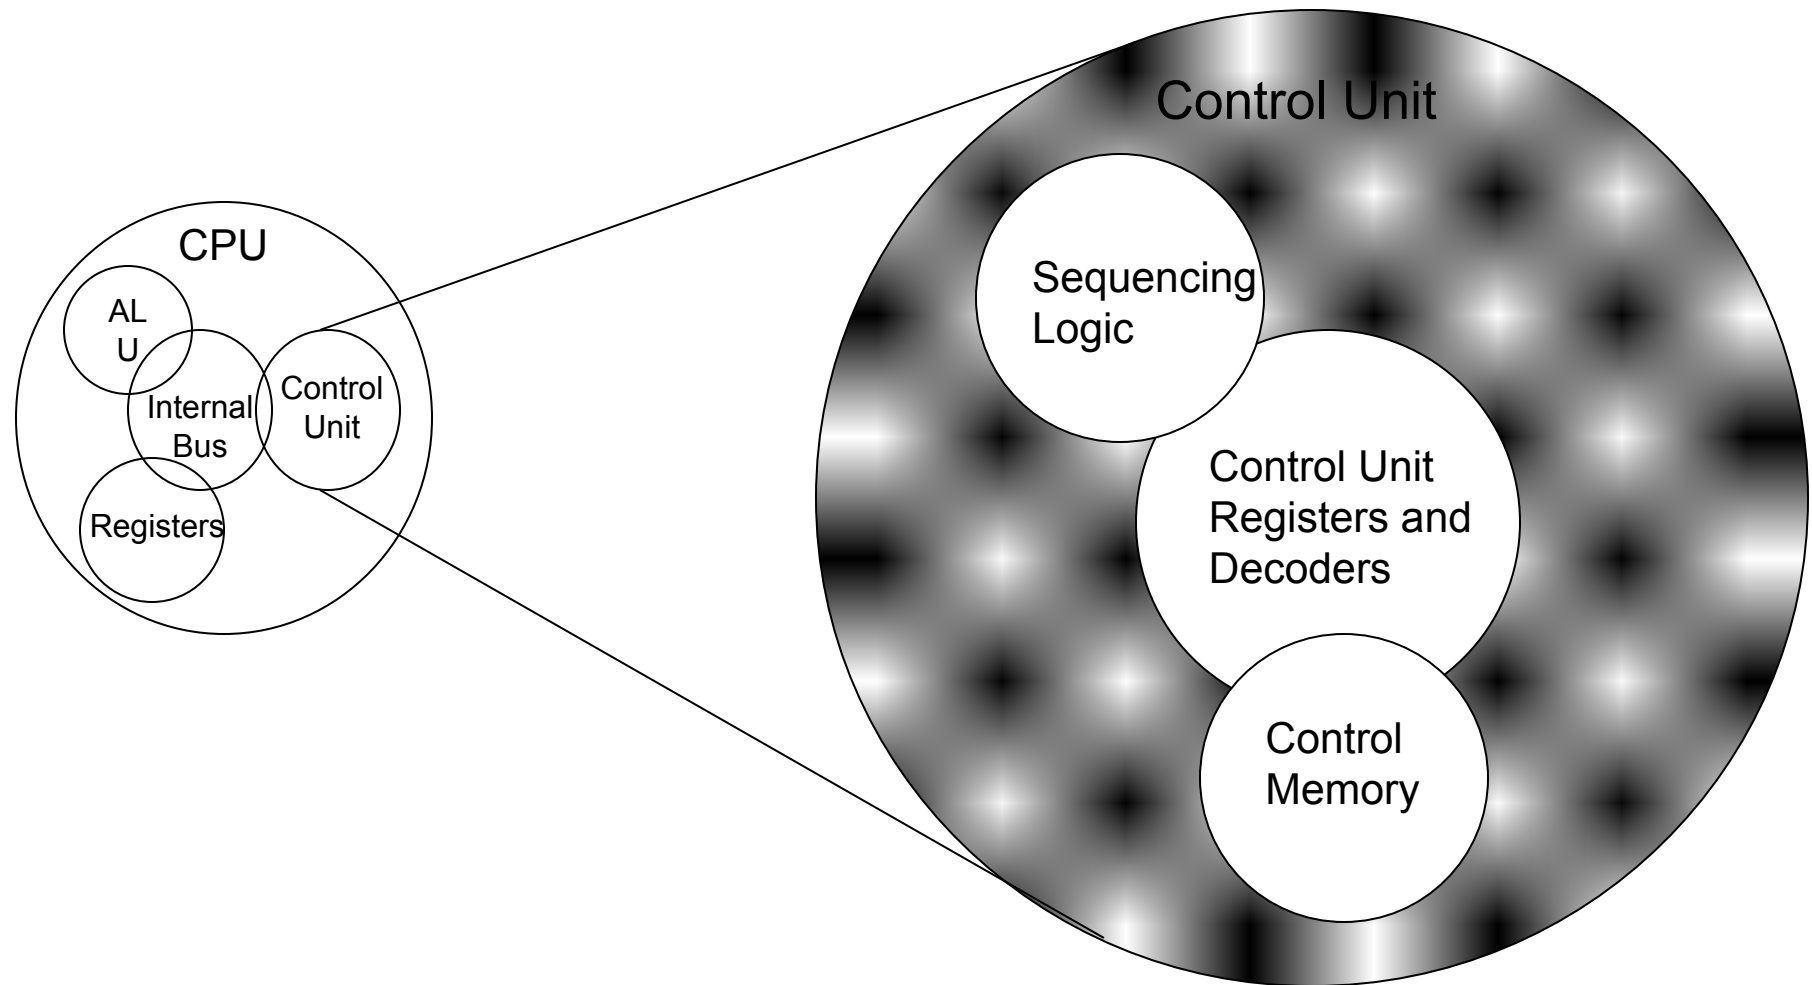 CPU
AL
U
Internal
Bus
Control
Unit
Registers
Control Unit
Sequencing
Logic
Control Unit
Registers and
Decoders
Control
Memory